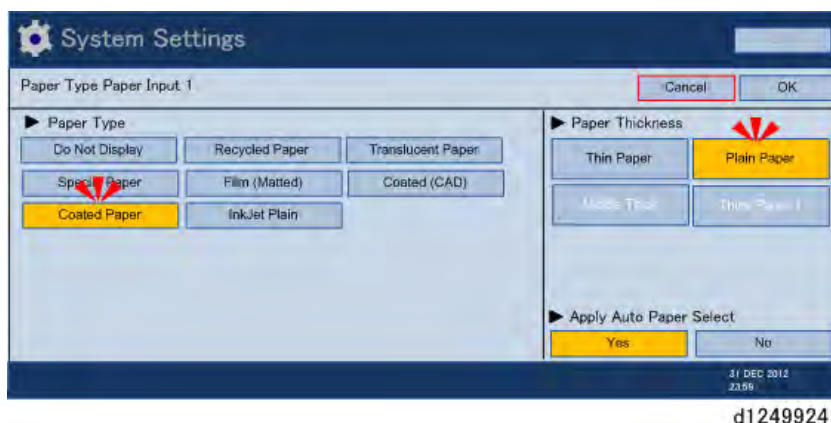 System Settings
Paper Type Paper Input 1
Cancel
OK
Paper Type
Do Not Display
Recycled Paper
Translucent Paper
Special Paper
Film (Matted)
Coated (CAD)
Coated Paper
InkJet Plain
Paper Thickness
Thin Paper
Plain Paper
Apply Auto Paper Select
Yes
No
31 DEC 2012
23:59
d1249924